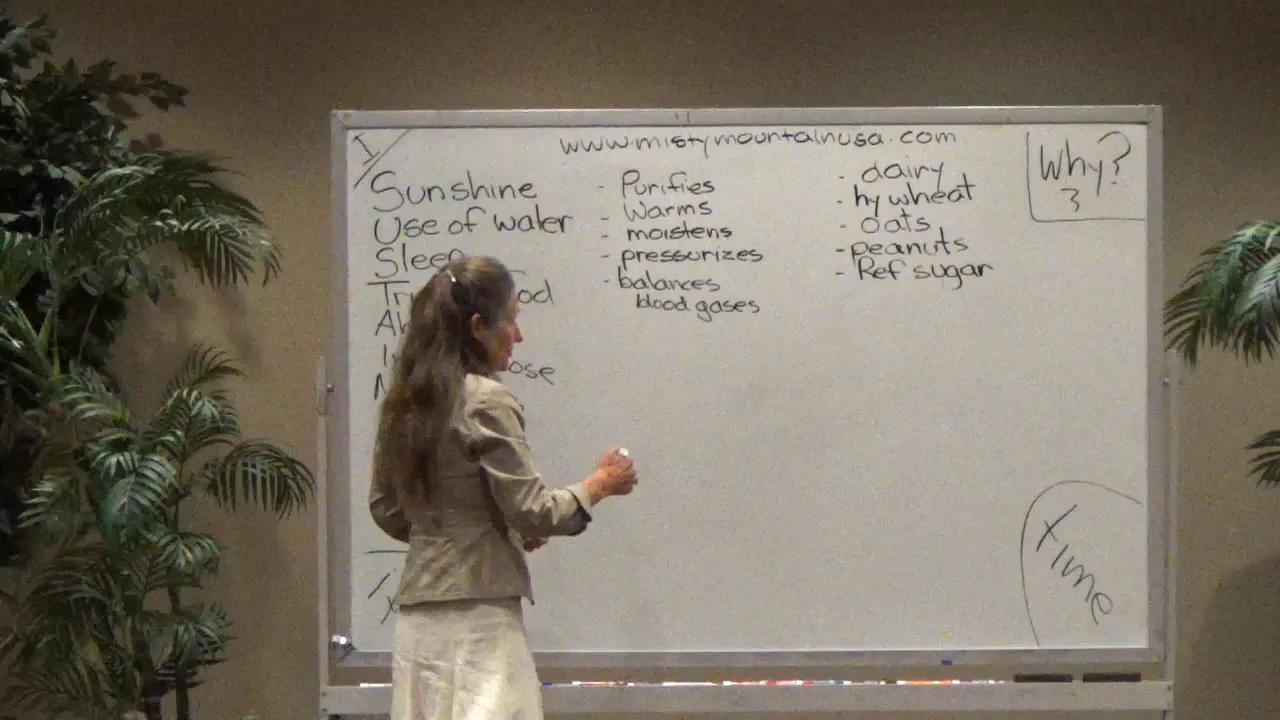 I
www.mistymountainusa.com
Why?
3
Sunshine
Use of water
Sleep
- Purifies
- Warms
- moistens
- pressurizes
- balances
blood gases
- dairy
- hy wheat
- oats
- peanuts
- Ref sugar
Time